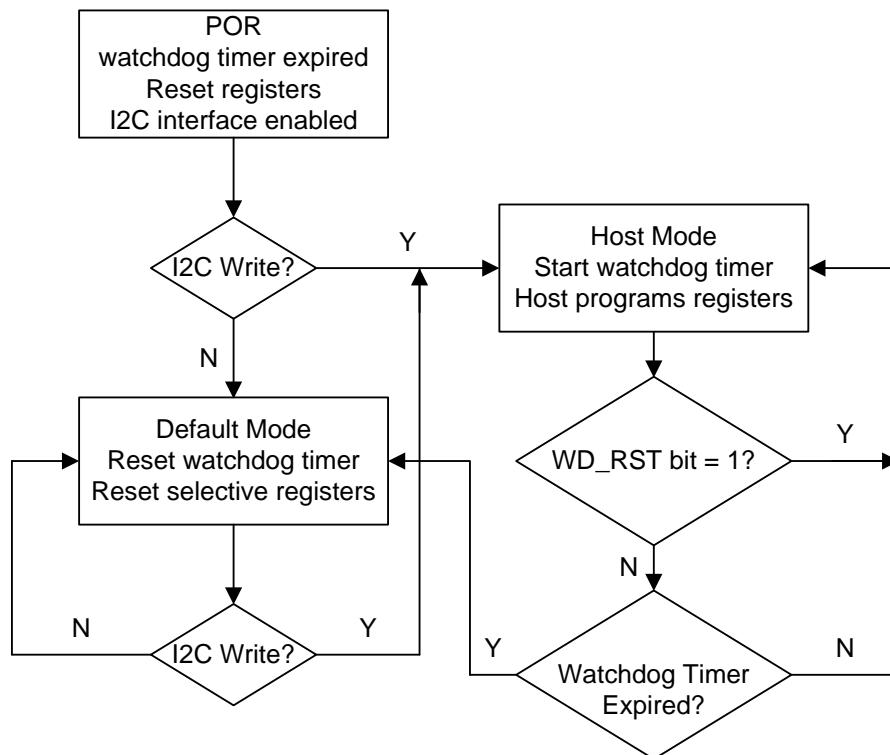 POR
watchdog timer expired
Reset registers
I2C interface enabled
I2C Write?
Y
N
Host Mode
Start watchdog timer
Host programs registers
Default Mode
Reset watchdog timer
Reset selective registers
WD_RST bit = 1?
Y
N
I2C Write?
N
Y
Watchdog Timer
Expired?
Y
N